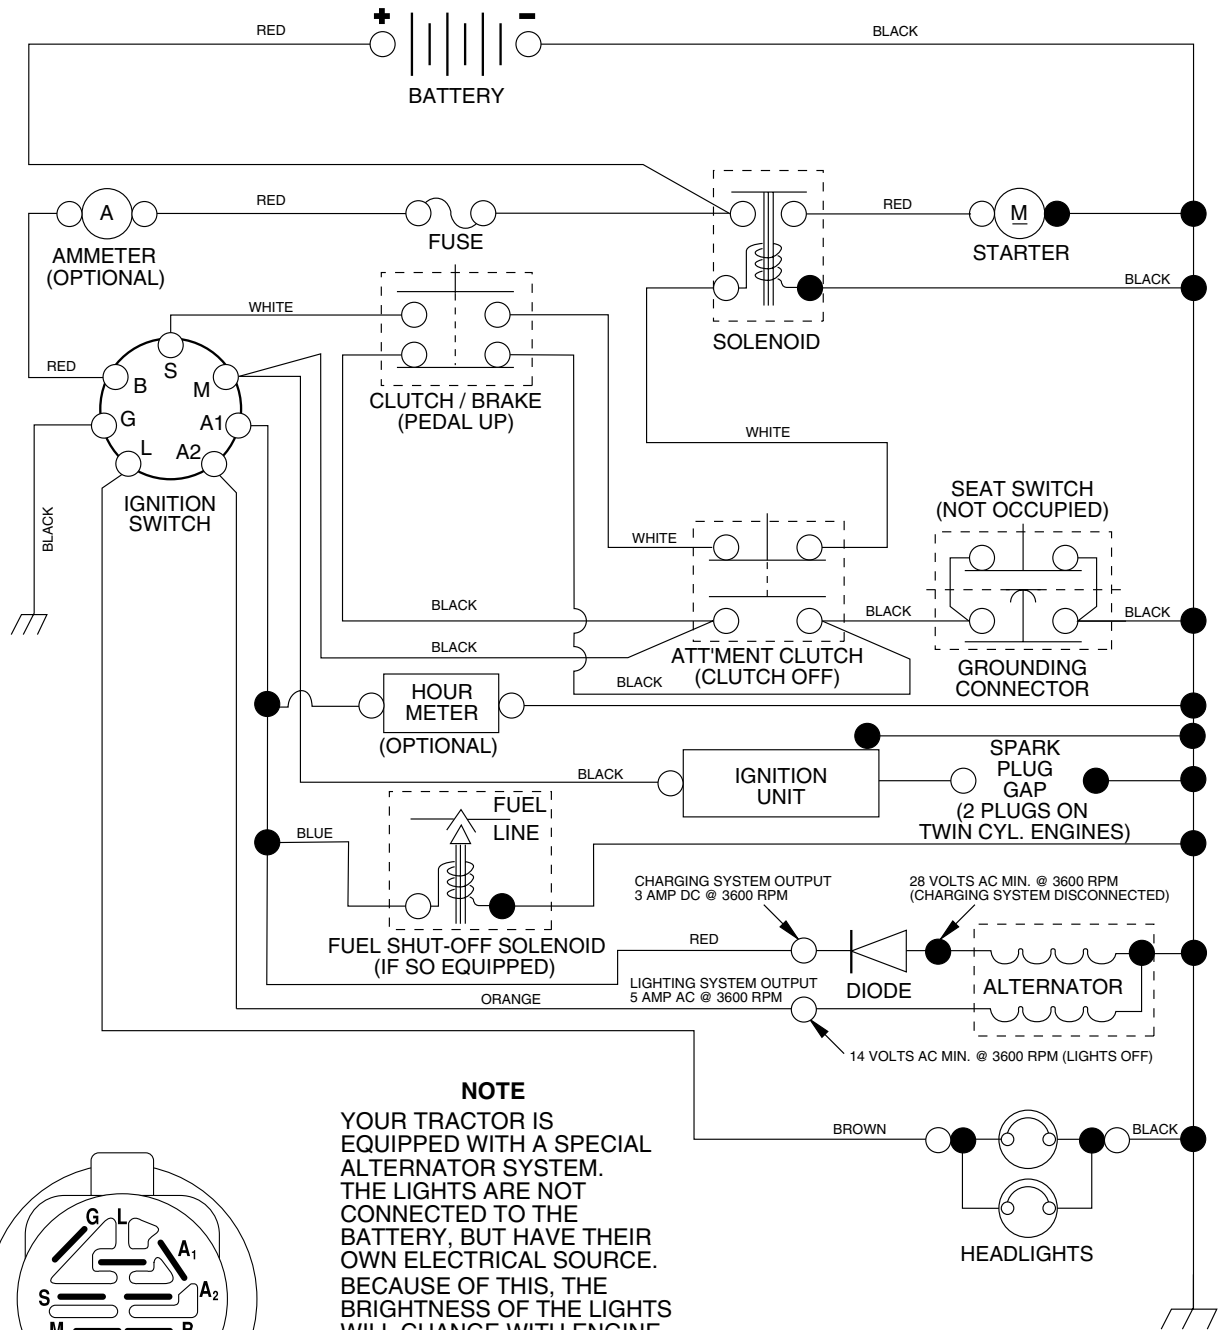 + −
RED
BLACK
BATTERY
RED
A
AMMETER
(OPTIONAL)
FUSE
RED
M
STARTER
BLACK
SOLENOID
WHITE
RED
S
B
M
G
A1
L
A2
IGNITION
SWITCH
CLUTCH / BRAKE
(PEDAL UP)
WHITE
BLACK
SEAT SWITCH
(NOT OCCUPIED)
WHITE
BLACK
BLACK
BLACK
BLACK
ATT'MENT CLUTCH
(CLUTCH OFF)
BLACK
GROUNDING
CONNECTOR
HOUR
METER
(OPTIONAL)
BLACK
IGNITION
UNIT
SPARK
PLUG
GAP
(2 PLUGS ON
TWIN CYL. ENGINES)
BLUE
FUEL
LINE
FUEL SHUT-OFF SOLENOID
(IF SO EQUIPPED)
CHARGING SYSTEM OUTPUT
3 AMP DC @ 3600 RPM
28 VOLTS AC MIN. @ 3600 RPM
(CHARGING SYSTEM DISCONNECTED)
RED
DIODE
ALTERNATOR
LIGHTING SYSTEM OUTPUT
5 AMP AC @ 3600 RPM
ORANGE
14 VOLTS AC MIN. @ 3600 RPM (LIGHTS OFF)
BROWN
BLACK
HEADLIGHTS
NOTE
YOUR TRACTOR IS
EQUIPPED WITH A SPECIAL
ALTERNATOR SYSTEM.
THE LIGHTS ARE NOT
CONNECTED TO THE
BATTERY, BUT HAVE THEIR
OWN ELECTRICAL SOURCE.
BECAUSE OF THIS, THE
BRIGHTNESS OF THE LIGHTS
WILL CHANGE WITH ENGINE
G L
A1
A2
S
M
B